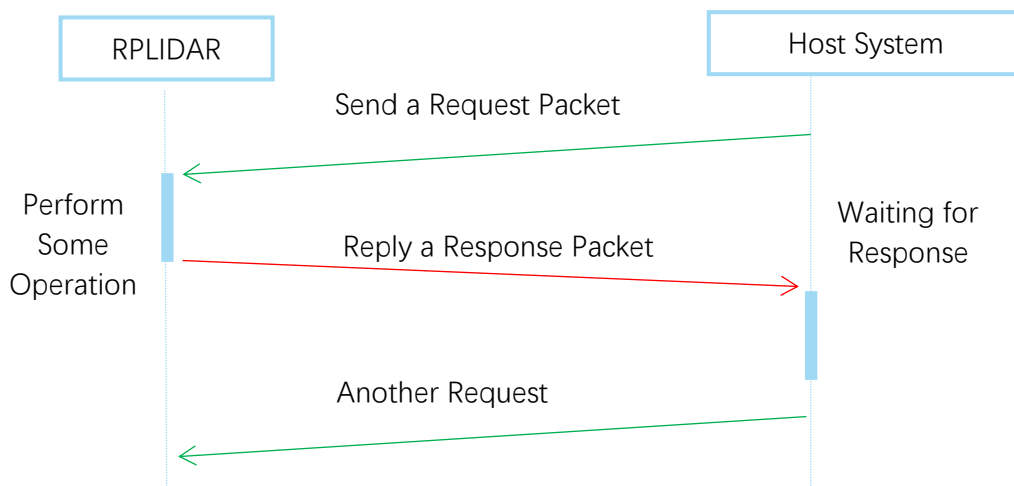 RPLIDAR
Host System
Send a Request Packet
Perform
Some
Operation
Waiting for
Response
Reply a Response Packet
Another Request